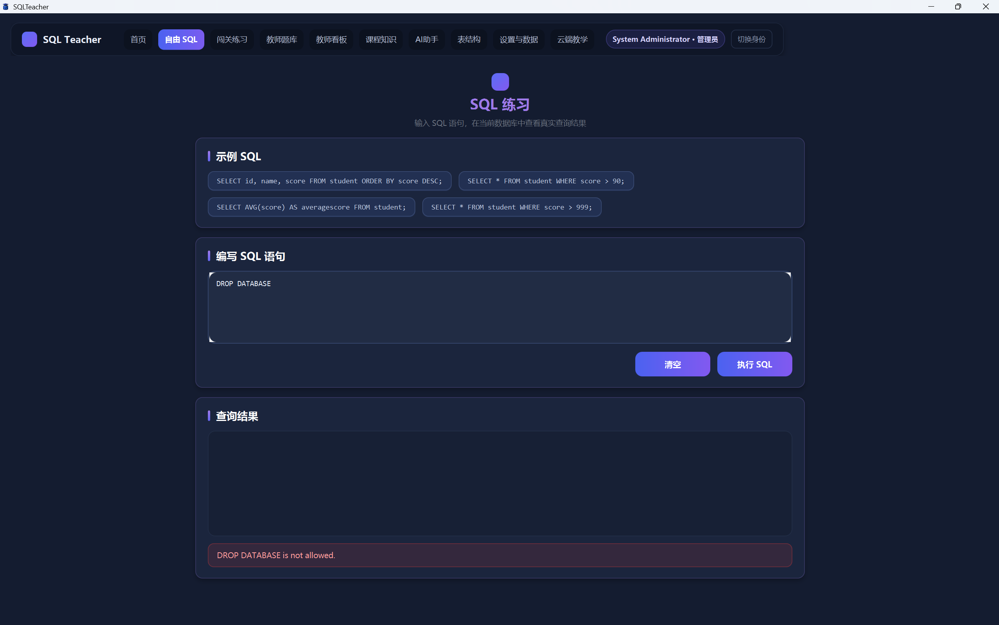 SQLTeacher
SQL Teacher 首页 自由 SQL 闯关练习 教师题库 教师看板 课程知识 AI助手 表结构 设置与数据 云端教学 System Administrator • 管理员 切换身份
SQL 练习
输入 SQL 语句，在当前数据库中查看真实查询结果
示例 SQL
SELECT id, name, score FROM student ORDER BY score DESC; SELECT * FROM student WHERE score > 90;
SELECT AVG(score) AS averagescore FROM student; SELECT * FROM student WHERE score > 999;
编写 SQL 语句
DROP DATABASE
清空 执行 SQL
查询结果
DROP DATABASE is not allowed.